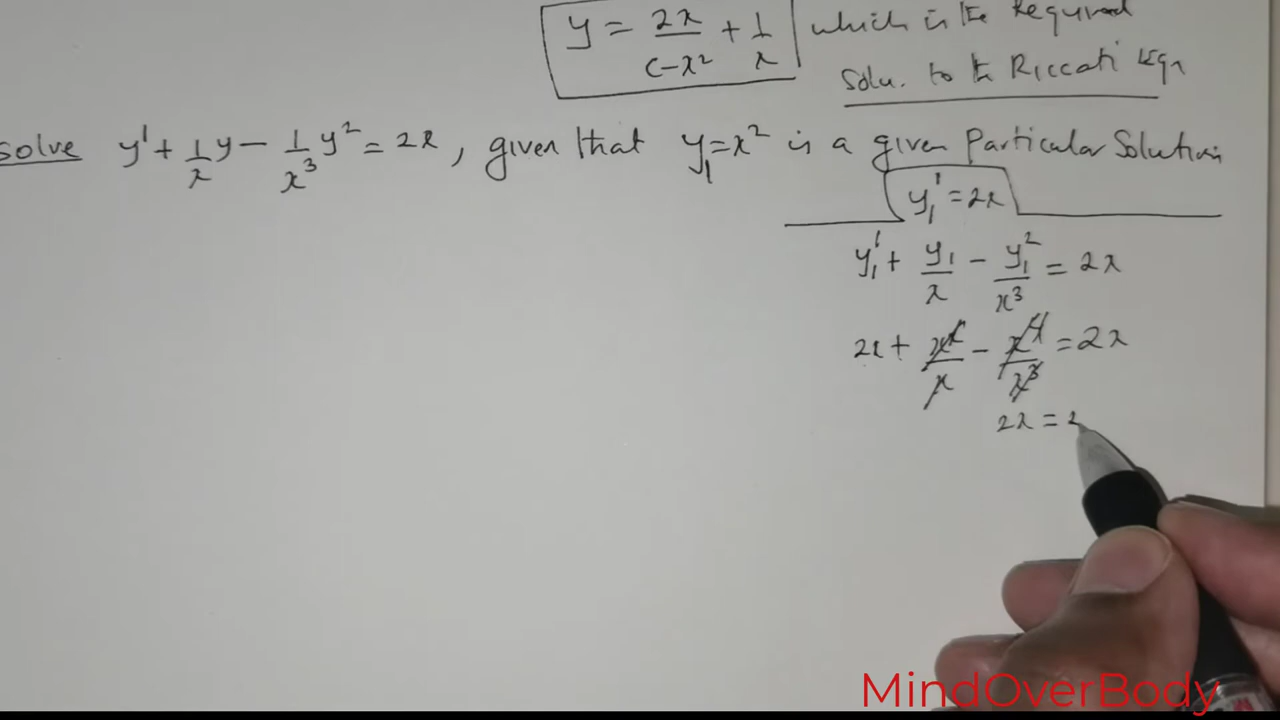 y = 2x/(c-x²) + 1/x which is the Required
Solu. to the Riccati Eqn
solve y' + 1/x y - 1/x³ y² = 2x, given that y₁=x² is a given Particular Solution
y₁' = 2x
y₁' + y₁/x - y₁²/x³ = 2x
2x + x²/x - x⁴/x³ = 2x
2x = 2
MindOverBody